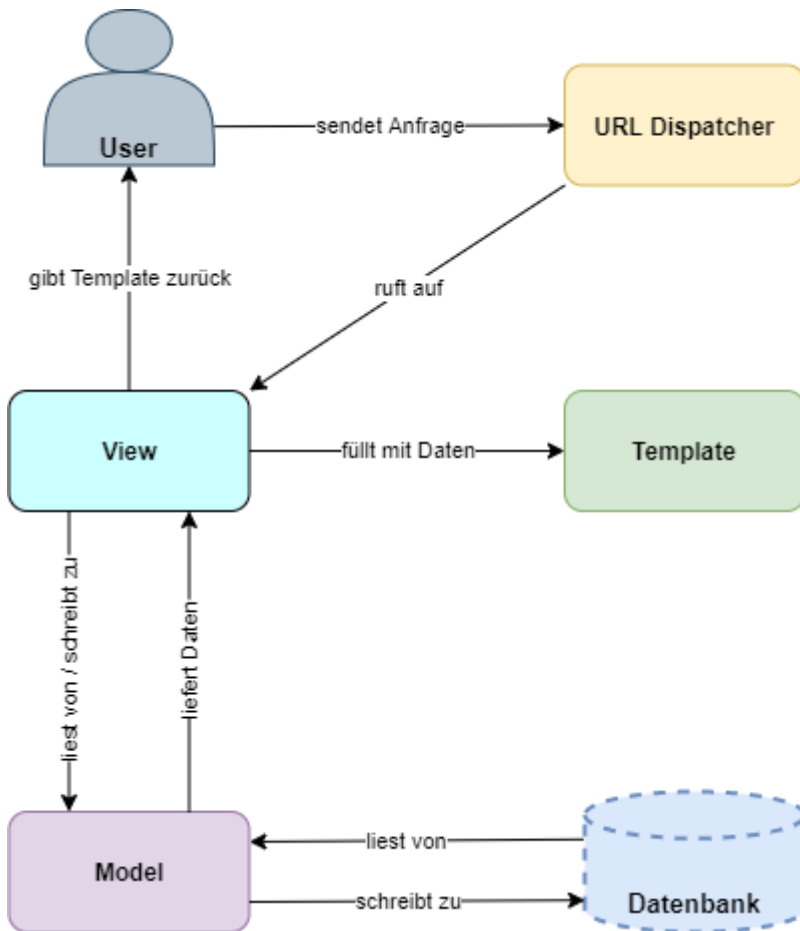 User
sendet Anfrage
URL Dispatcher
gibt Template zurück
ruft auf
View
füllt mit Daten
Template
liest von / schreibt zu
liefert Daten
Model
liest von
schreibt zu
Datenbank